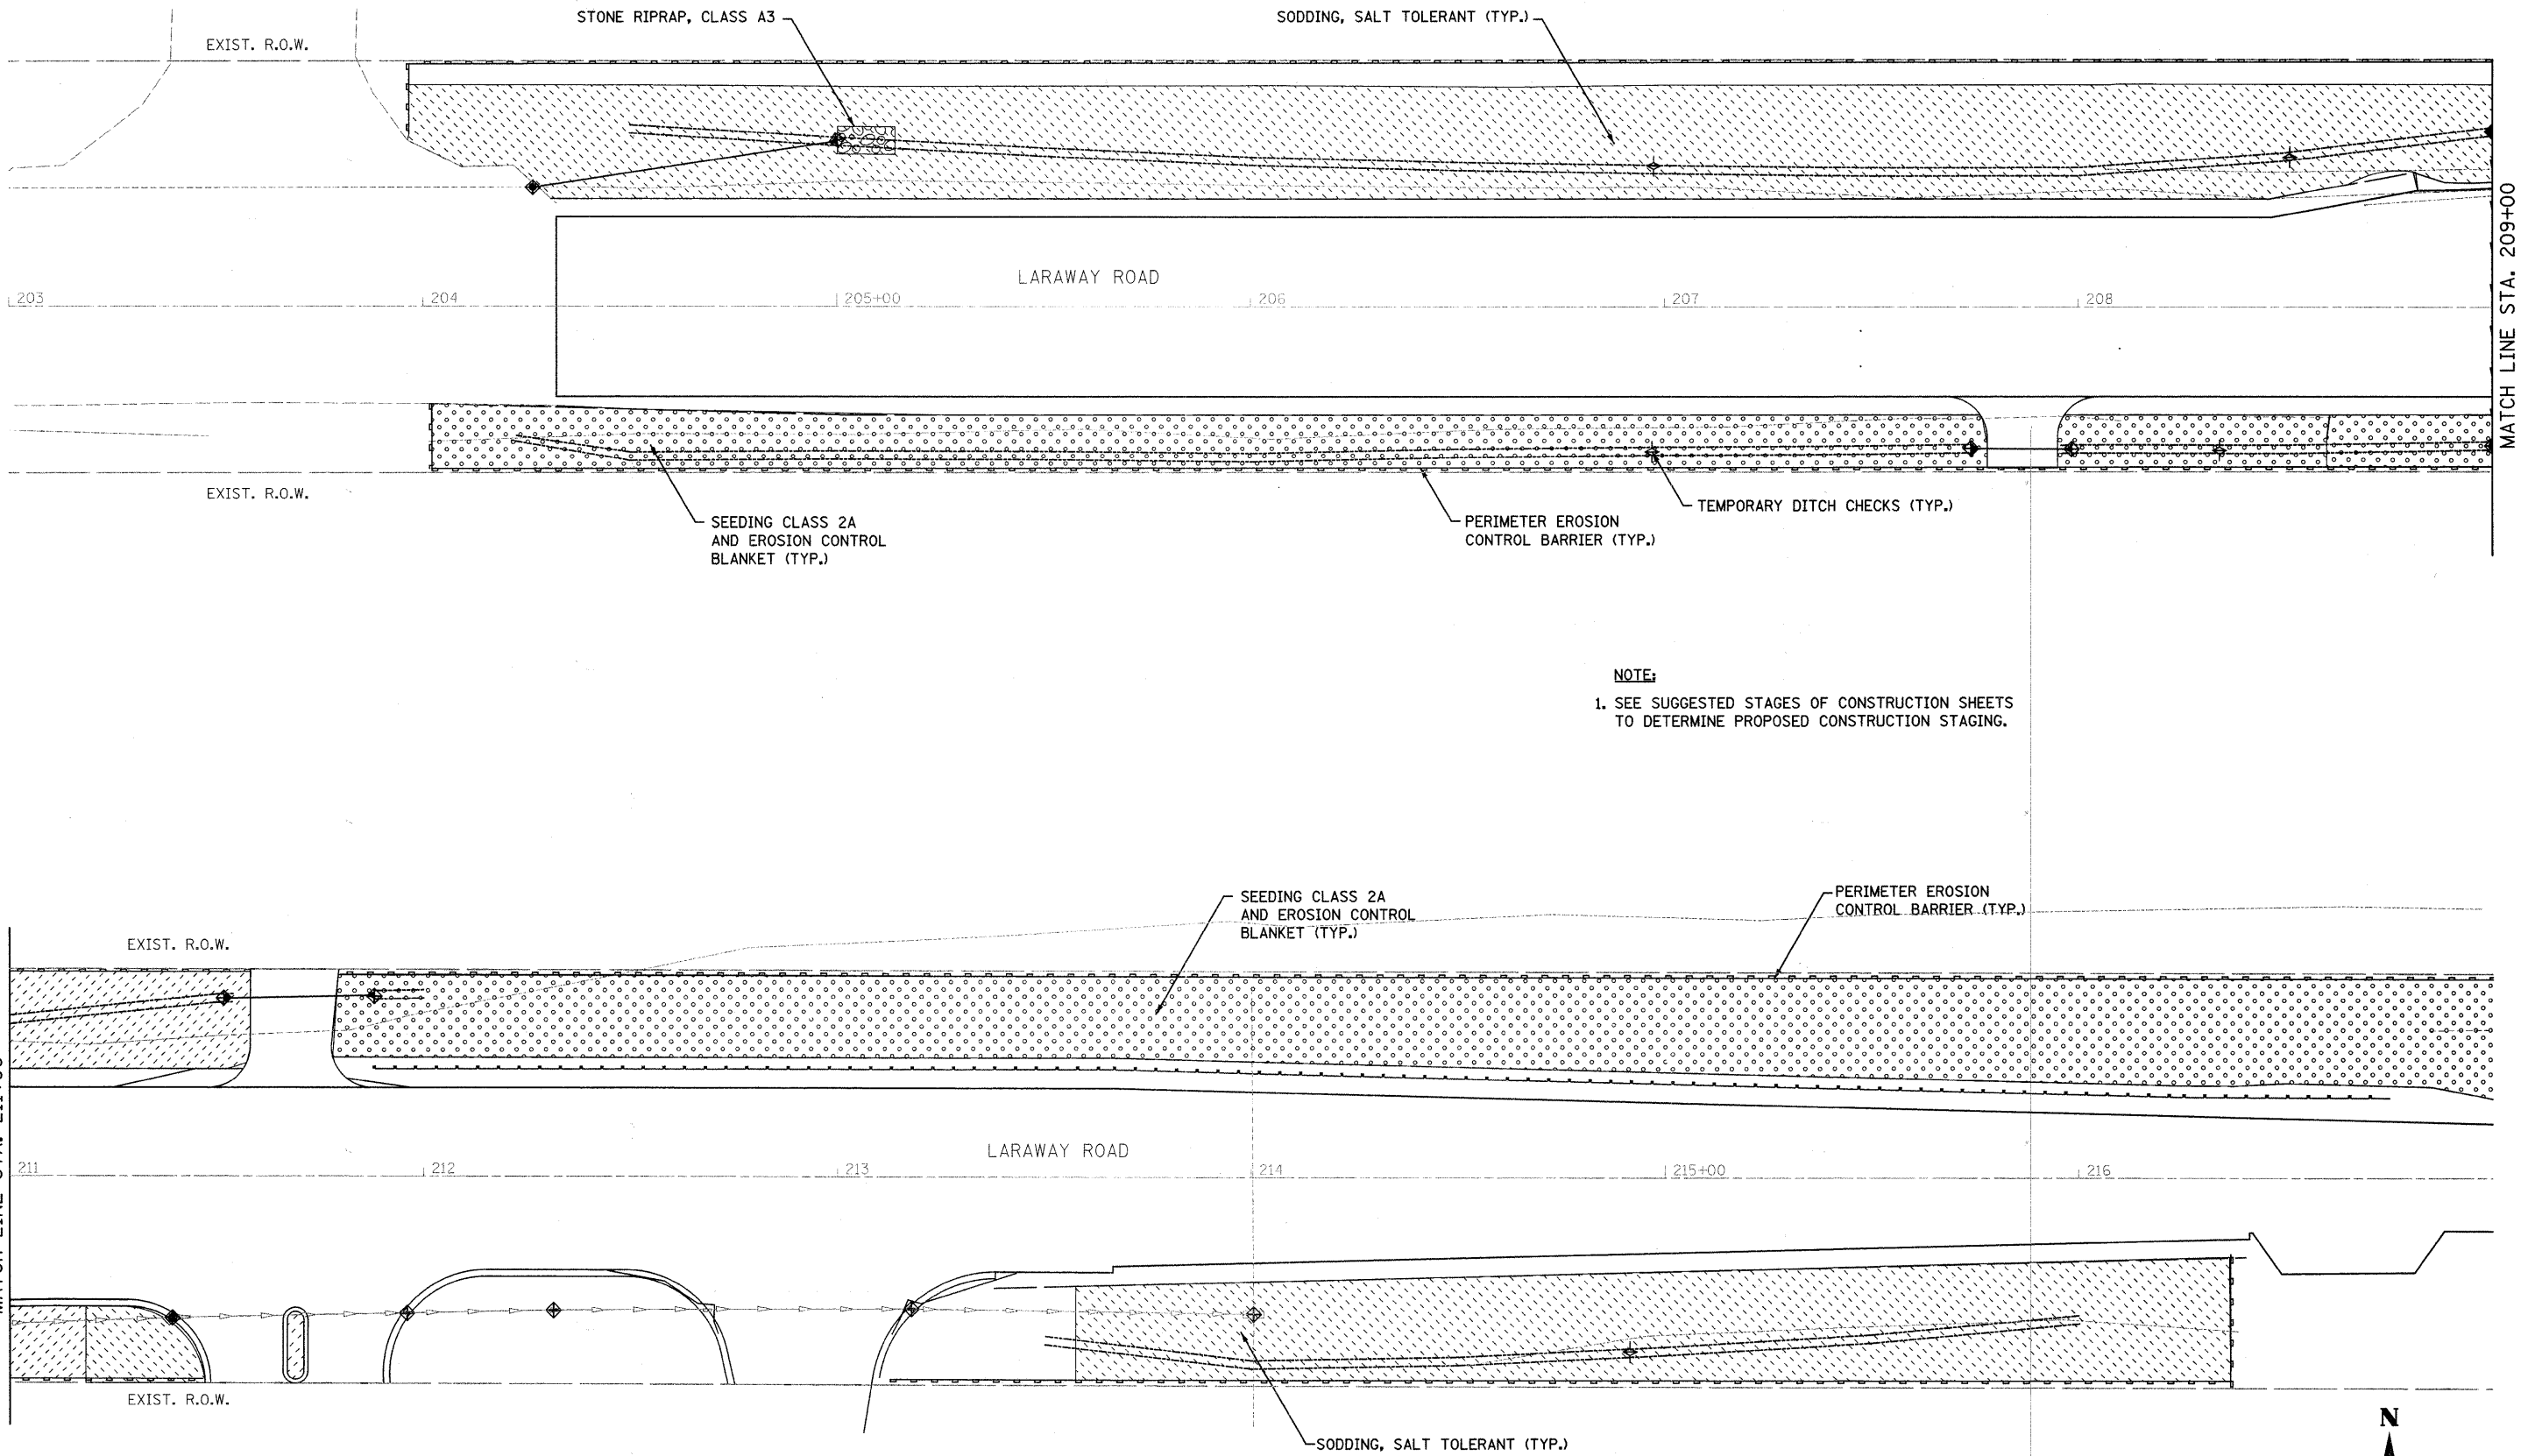 STONE RIPRAP, CLASS A3
SODDING, SALT TOLERANT (TYP.)
EXIST. R.O.W.
LARAWAY ROAD
203
204
205+00
206
207
208
MATCH LINE STA. 209+00
EXIST. R.O.W.
SEEDING CLASS 2A
AND EROSION CONTROL
BLANKET (TYP.)
PERIMETER EROSION
CONTROL BARRIER (TYP.)
TEMPORARY DITCH CHECKS (TYP.)
NOTE:
1. SEE SUGGESTED STAGES OF CONSTRUCTION SHEETS
TO DETERMINE PROPOSED CONSTRUCTION STAGING.
SEEDING CLASS 2A
AND EROSION CONTROL
BLANKET (TYP.)
PERIMETER EROSION
CONTROL BARRIER (TYP.)
EXIST. R.O.W.
LARAWAY ROAD
211
212
213
214
215+00
216
EXIST. R.O.W.
SODDING, SALT TOLERANT (TYP.)
N